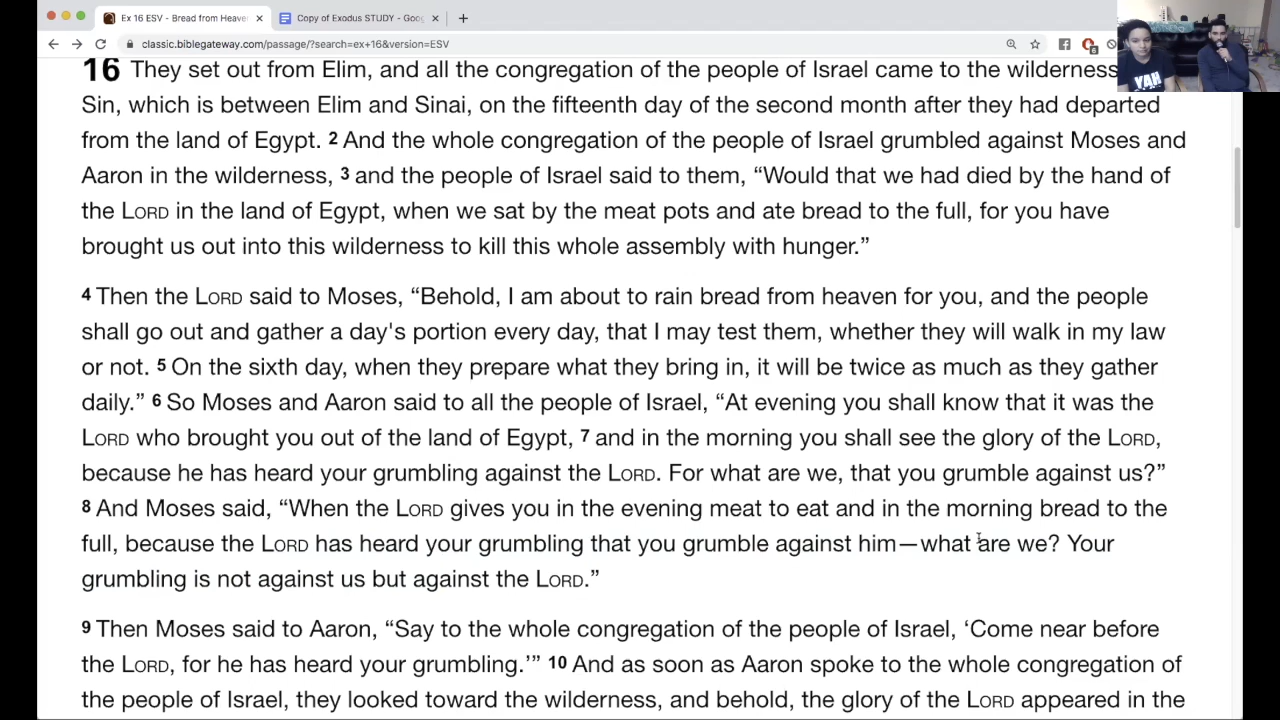 Ex 16 ESV - Bread from Heave
Copy of Exodus STUDY - Goog
classic.biblegateway.com/passage/?search=ex+16&version=ESV
6
YAH
16 They set out from Elim, and all the congregation of the people of Israel came to the wilderness
Sin, which is between Elim and Sinai, on the fifteenth day of the second month after they had departed
from the land of Egypt. 2 And the whole congregation of the people of Israel grumbled against Moses and
Aaron in the wilderness, 3 and the people of Israel said to them, “Would that we had died by the hand of
the LORD in the land of Egypt, when we sat by the meat pots and ate bread to the full, for you have
brought us out into this wilderness to kill this whole assembly with hunger.”
4 Then the LORD said to Moses, “Behold, I am about to rain bread from heaven for you, and the people
shall go out and gather a day's portion every day, that I may test them, whether they will walk in my law
or not. 5 On the sixth day, when they prepare what they bring in, it will be twice as much as they gather
daily.” 6 So Moses and Aaron said to all the people of Israel, “At evening you shall know that it was the
LORD who brought you out of the land of Egypt, 7 and in the morning you shall see the glory of the LORD,
because he has heard your grumbling against the LORD. For what are we, that you grumble against us?”
8 And Moses said, “When the LORD gives you in the evening meat to eat and in the morning bread to the
full, because the LORD has heard your grumbling that you grumble against him—what are we? Your
grumbling is not against us but against the LORD.”
9 Then Moses said to Aaron, “Say to the whole congregation of the people of Israel, ‘Come near before
the LORD, for he has heard your grumbling.’” 10 And as soon as Aaron spoke to the whole congregation of
the people of Israel, they looked toward the wilderness, and behold, the glory of the LORD appeared in the